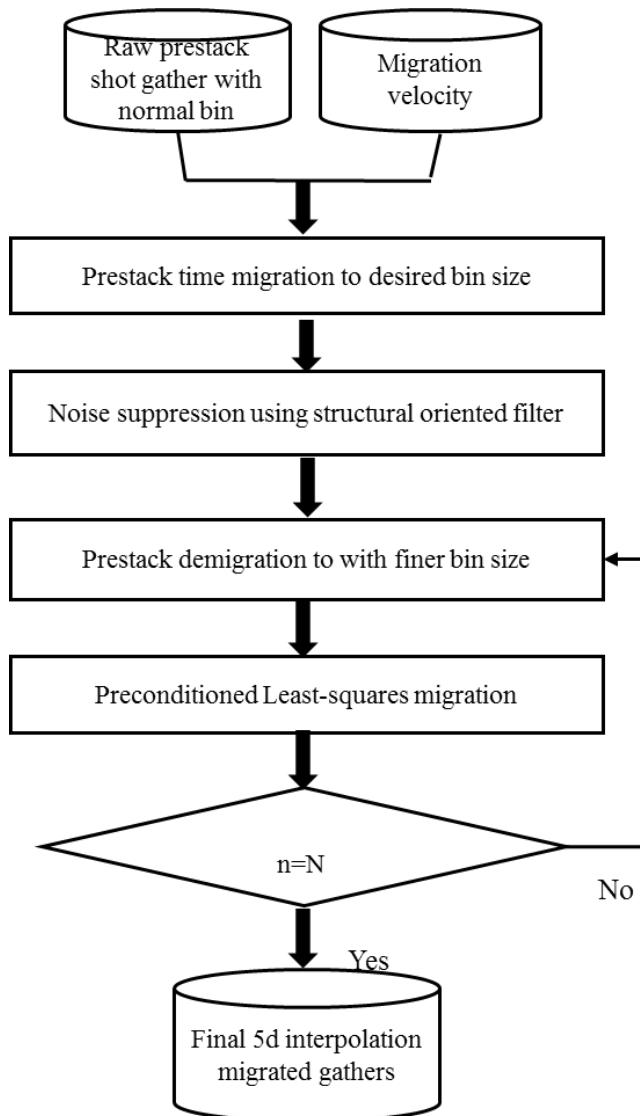 Raw prestack
shot gather with
normal bin
Migration
velocity
Prestack time migration to desired bin size
Noise suppression using structural oriented filter
Prestack demigration to with finer bin size
Preconditioned Least-squares migration
n=N
No
Yes
Final 5d interpolation
migrated gathers